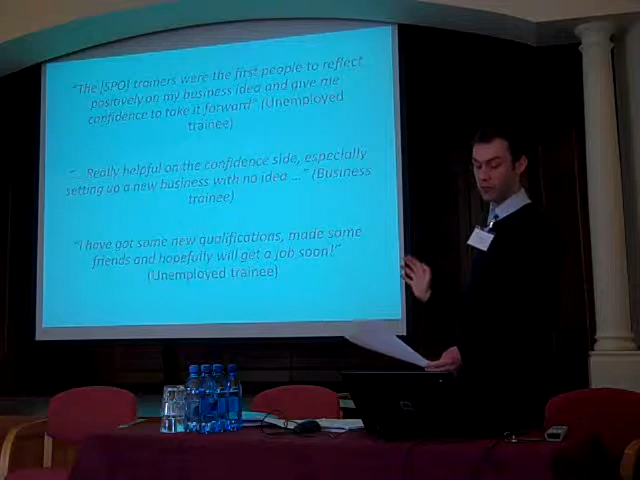 "The [SPO] trainers were the first people to reflect
positively on my business idea and give me
confidence to take it forward" (Unemployed
trainee)
"... Really helpful on the confidence side, especially
setting up a new business with no idea ..." (Business
trainee)
"I have got some new qualifications, made some
friends and hopefully will get a job soon!"
(Unemployed trainee)